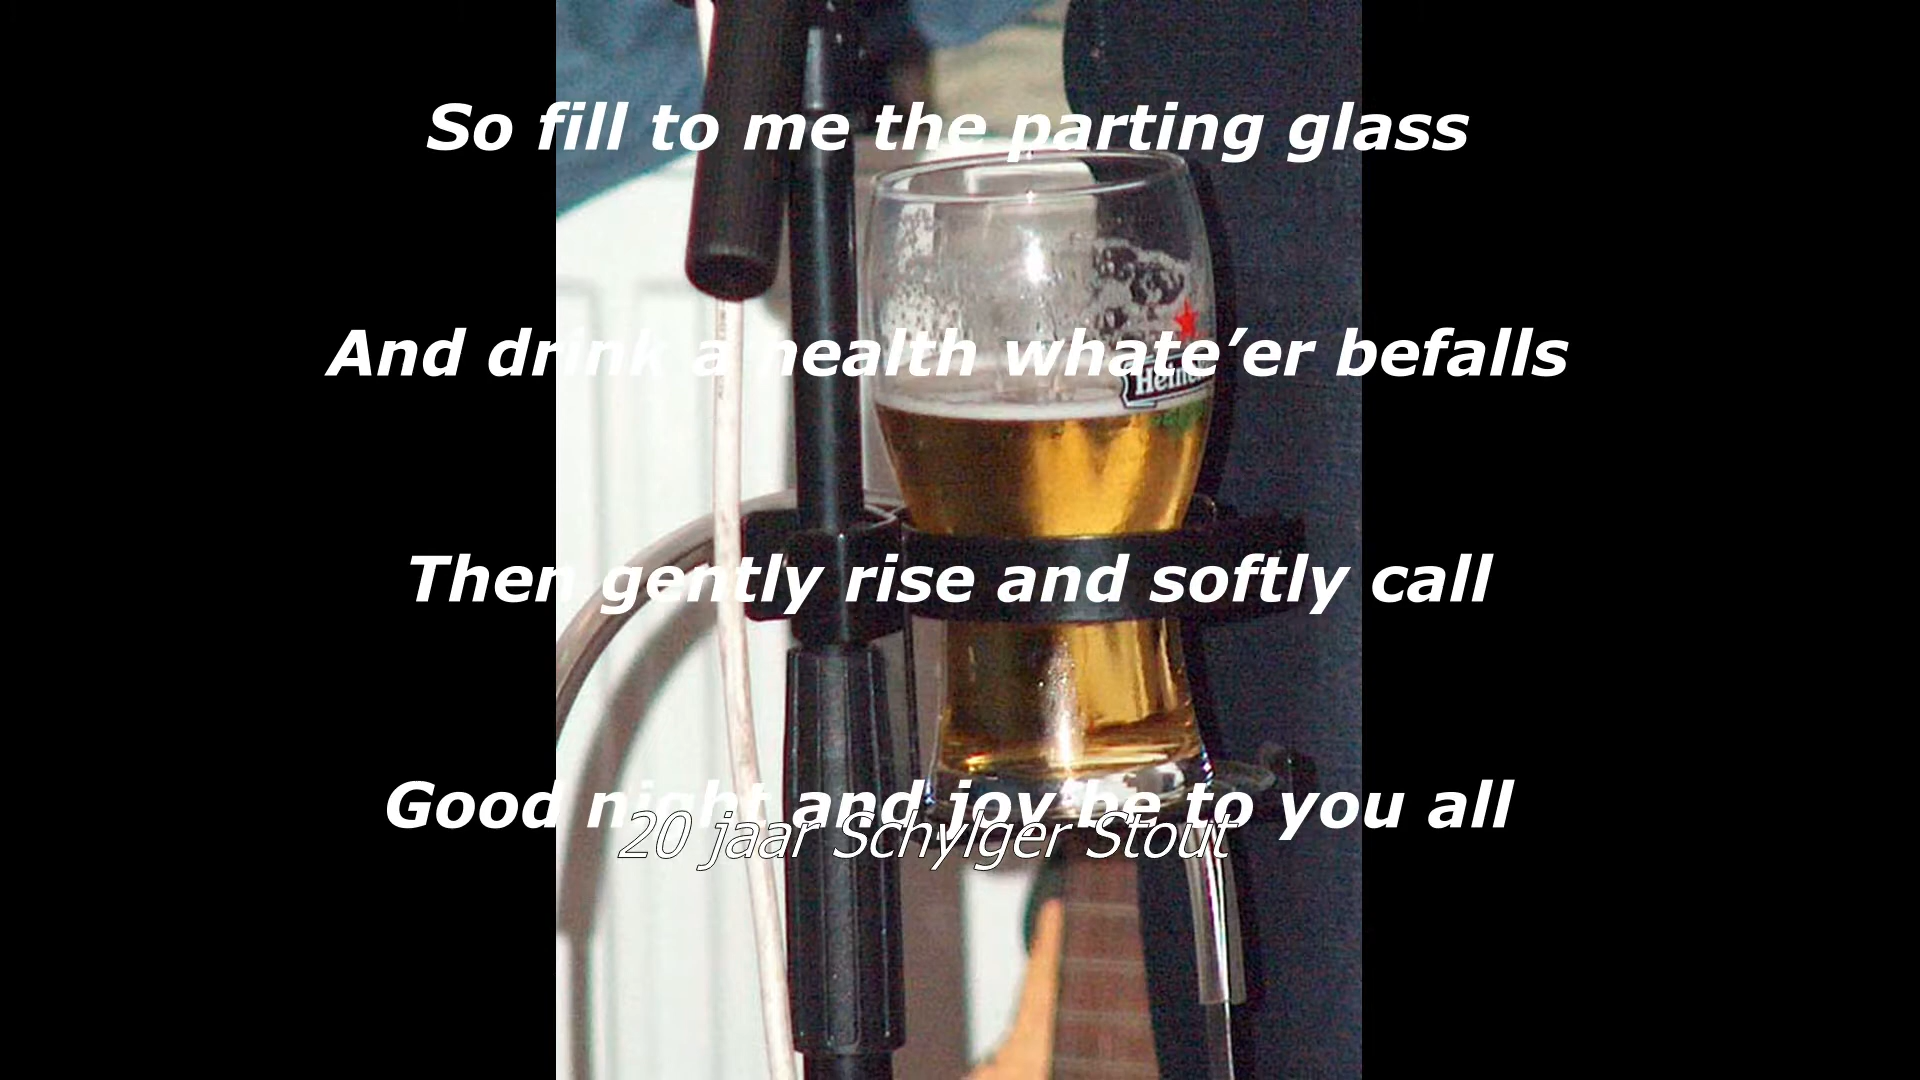 So fill to me the parting glass
And drink a health whate’er befalls
Then gently rise and softly call
Good night and joy be to you all
20 jaar Schylger Stout